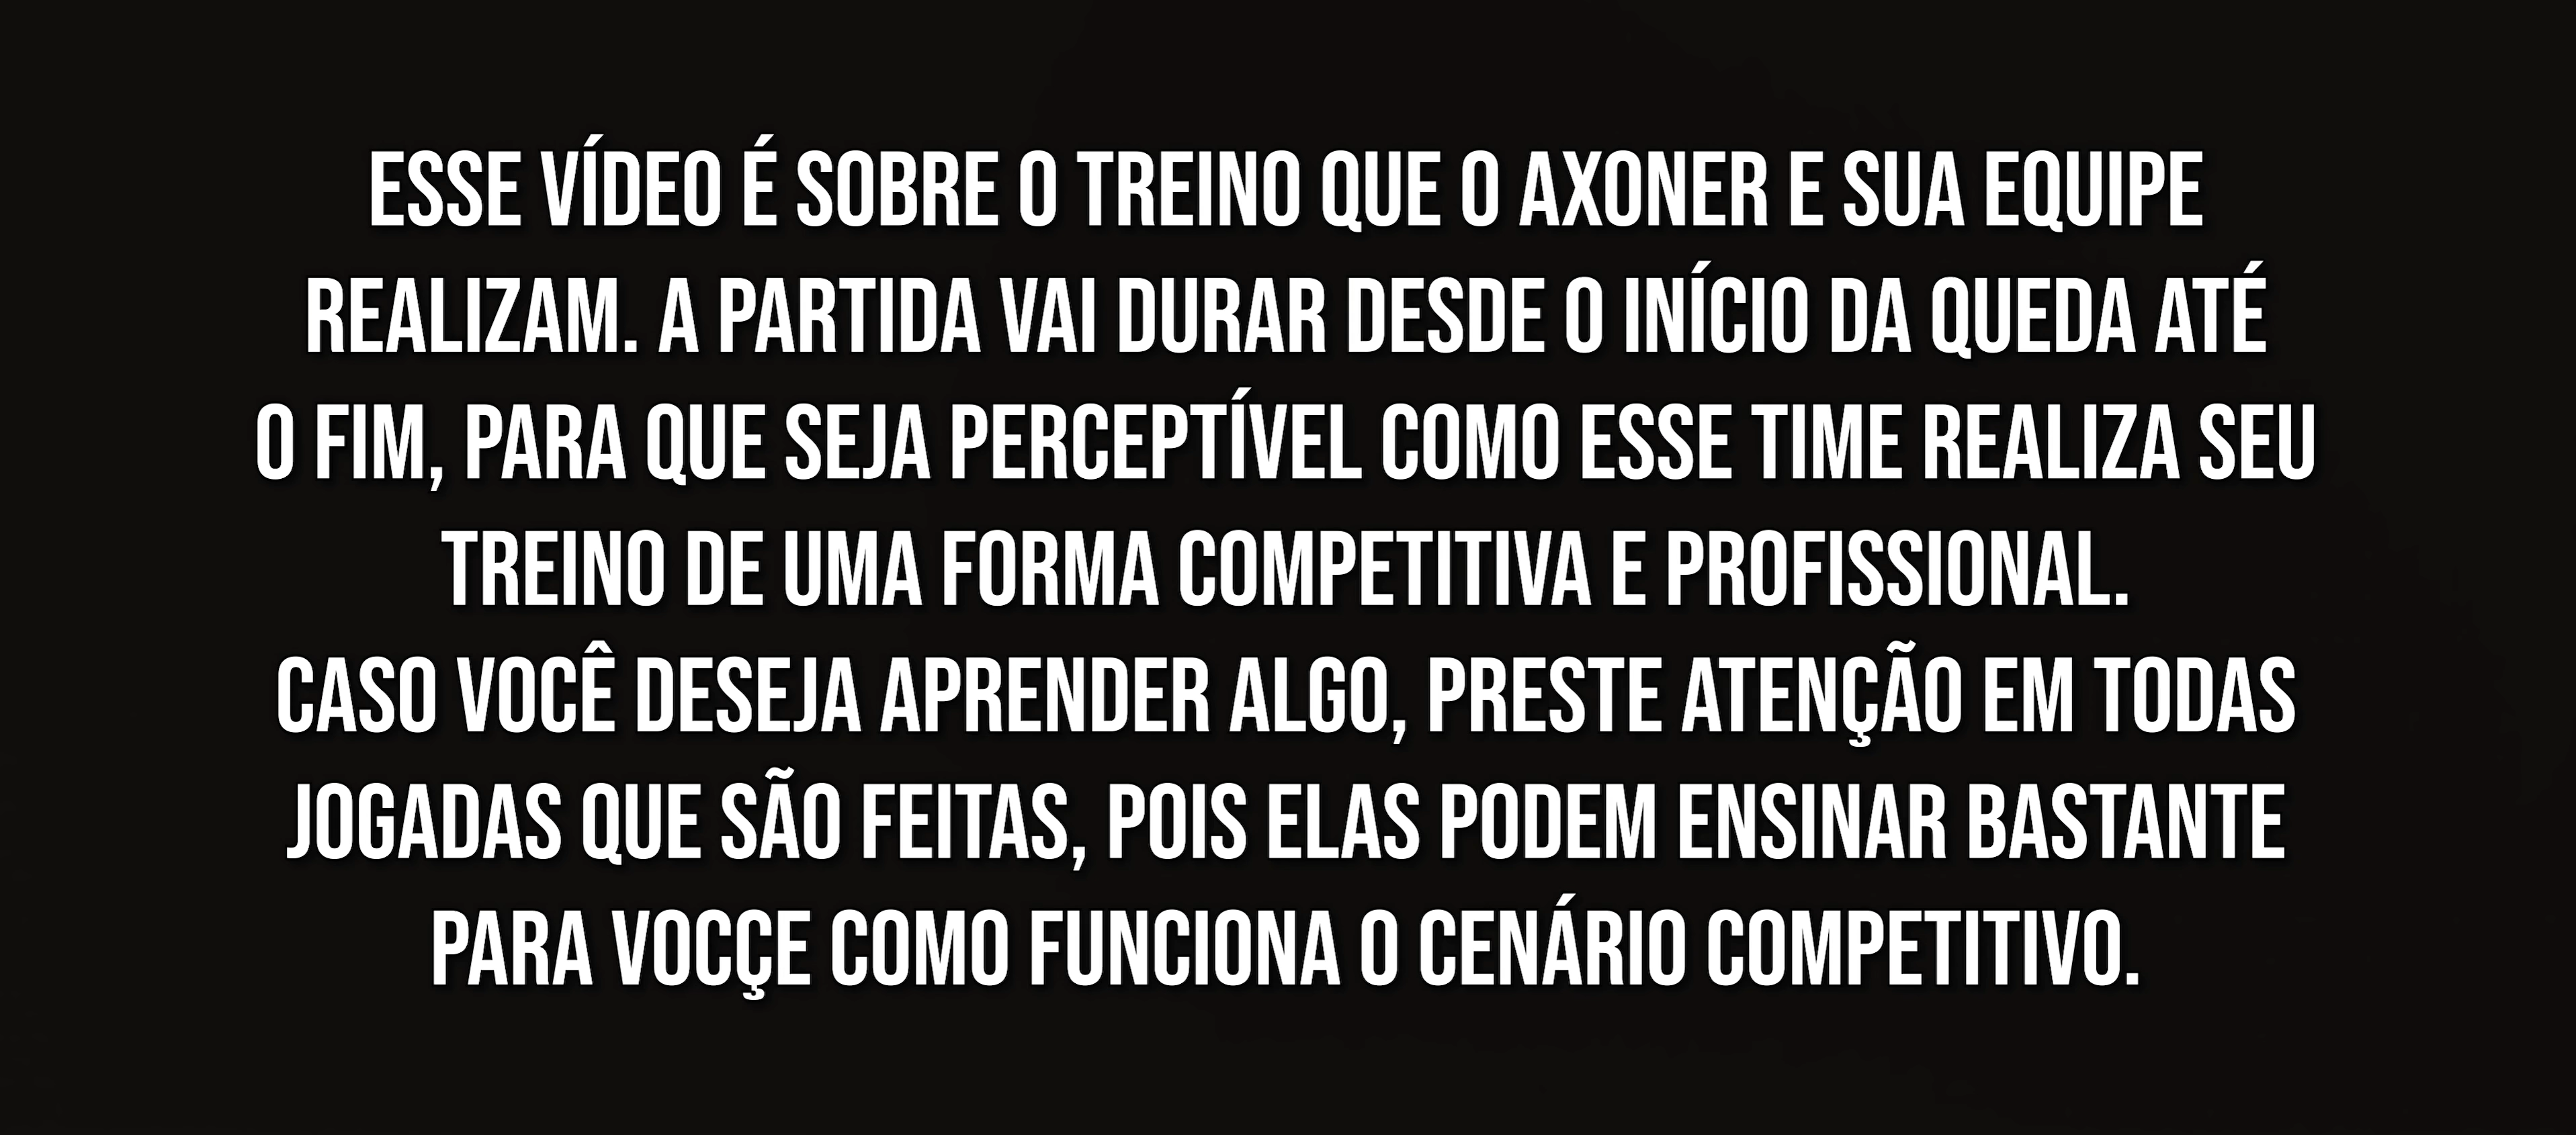 ESSE VÍDEO É SOBRE O TREINO QUE O AXONER E SUA EQUIPE
REALIZAM. A PARTIDA VAI DURAR DESDE O INÍCIO DA QUEDA ATÉ
O FIM, PARA QUE SEJA PERCEPTÍVEL COMO ESSE TIME REALIZA SEU
TREINO DE UMA FORMA COMPETITIVA E PROFISSIONAL.
CASO VOCÊ DESEJA APRENDER ALGO, PRESTE ATENÇÃO EM TODAS
JOGADAS QUE SÃO FEITAS, POIS ELAS PODEM ENSINAR BASTANTE
PARA VOCÇE COMO FUNCIONA O CENÁRIO COMPETITIVO.